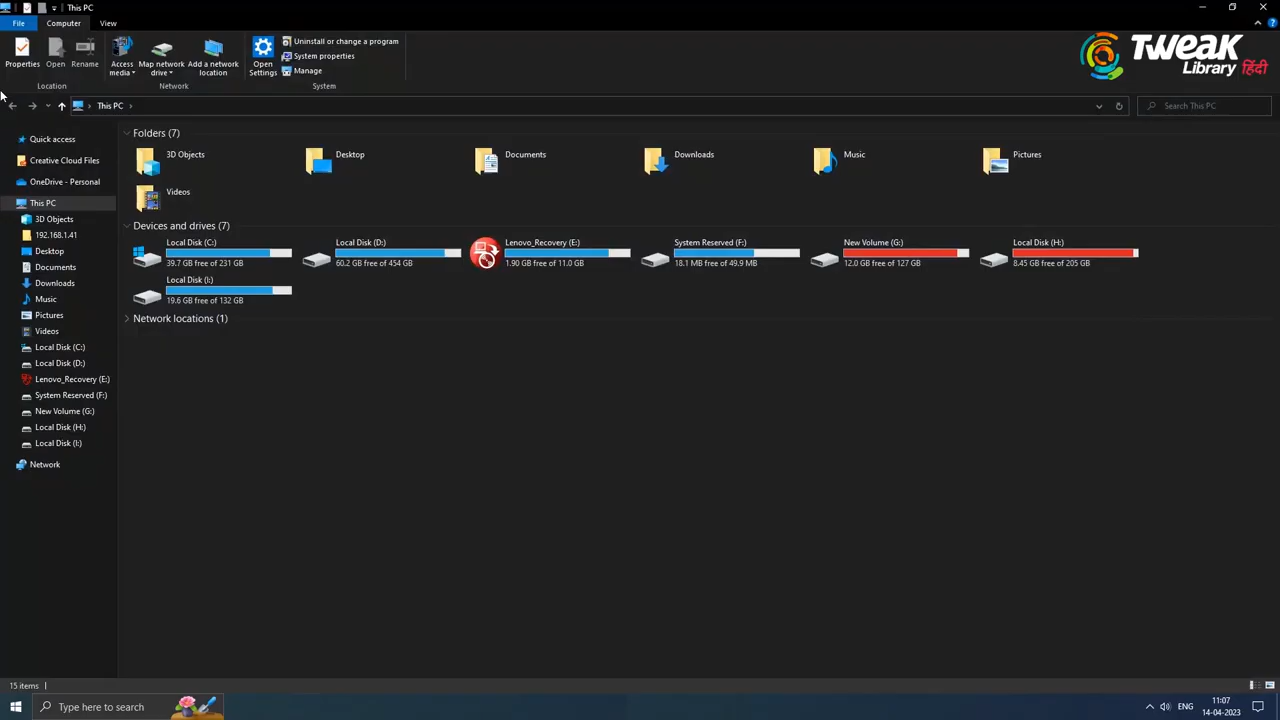 This PC
File
Computer
View
Properties
Open
Rename
Location
Access media
Map network drive
Add a network location
Network
Open Settings
Uninstall or change a program
System properties
Manage
System
TWEAK
Library हिंदी
This PC
Search This PC
Quick access
Creative Cloud Files
OneDrive - Personal
This PC
3D Objects
192.168.1.41
Desktop
Documents
Downloads
Music
Pictures
Videos
Local Disk (C:)
Local Disk (D:)
Lenovo_Recovery (E:)
System Reserved (F:)
New Volume (G:)
Local Disk (H:)
Local Disk (I:)
Network
Folders (7)
3D Objects
Desktop
Documents
Downloads
Music
Pictures
Videos
Devices and drives (7)
Local Disk (C:)
39.7 GB free of 231 GB
Local Disk (D:)
60.2 GB free of 454 GB
Lenovo_Recovery (E:)
1.90 GB free of 11.0 GB
System Reserved (F:)
18.1 MB free of 49.9 MB
New Volume (G:)
12.0 GB free of 127 GB
Local Disk (H:)
8.45 GB free of 205 GB
Local Disk (I:)
19.6 GB free of 132 GB
Network locations (1)
15 items
Type here to search
ENG
11:07
14-04-2023